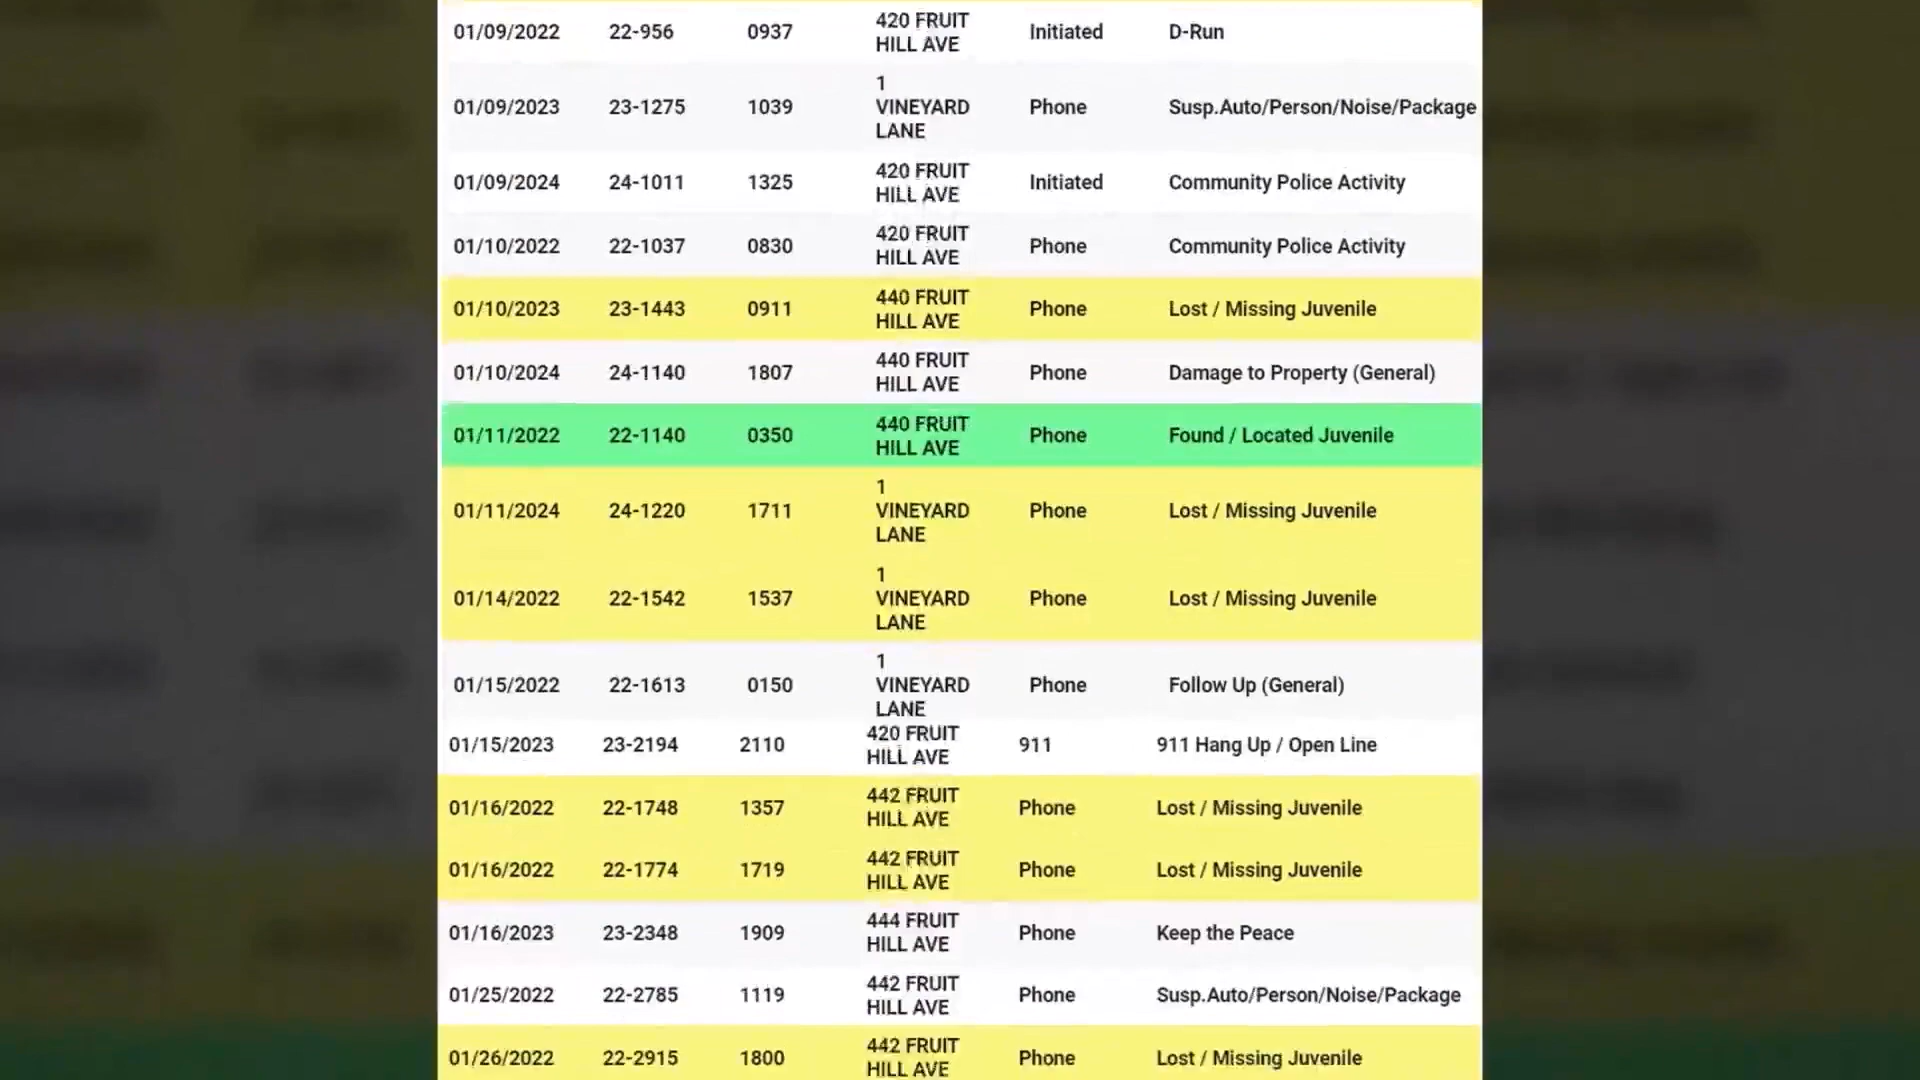 01/09/2022 22-956 0937 420 FRUIT HILL AVE Initiated D-Run
01/09/2023 23-1275 1039 1 VINEYARD LANE Phone Susp.Auto/Person/Noise/Package
01/09/2024 24-1011 1325 420 FRUIT HILL AVE Initiated Community Police Activity
01/10/2022 22-1037 0830 420 FRUIT HILL AVE Phone Community Police Activity
01/10/2023 23-1443 0911 440 FRUIT HILL AVE Phone Lost / Missing Juvenile
01/10/2024 24-1140 1807 440 FRUIT HILL AVE Phone Damage to Property (General)
01/11/2022 22-1140 0350 440 FRUIT HILL AVE Phone Found / Located Juvenile
01/11/2024 24-1220 1711 1 VINEYARD LANE Phone Lost / Missing Juvenile
01/14/2022 22-1542 1537 1 VINEYARD LANE Phone Lost / Missing Juvenile
01/15/2022 22-1613 0150 1 VINEYARD LANE Phone Follow Up (General)
01/15/2023 23-2194 2110 420 FRUIT HILL AVE 911 911 Hang Up / Open Line
01/16/2022 22-1748 1357 442 FRUIT HILL AVE Phone Lost / Missing Juvenile
01/16/2022 22-1774 1719 442 FRUIT HILL AVE Phone Lost / Missing Juvenile
01/16/2023 23-2348 1909 444 FRUIT HILL AVE Phone Keep the Peace
01/25/2022 22-2785 1119 442 FRUIT HILL AVE Phone Susp.Auto/Person/Noise/Package
01/26/2022 22-2915 1800 442 FRUIT HILL AVE Phone Lost / Missing Juvenile